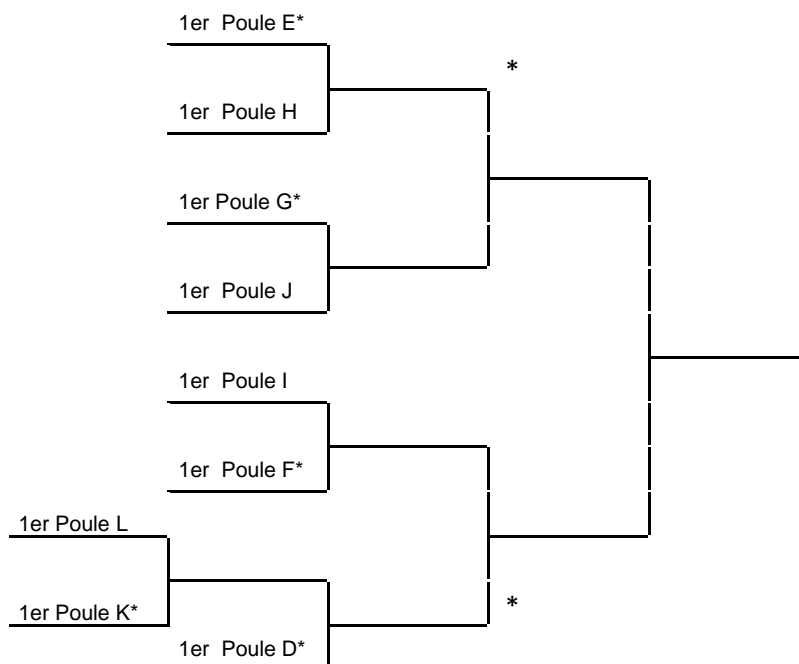 1er Poule E*
*
1er Poule H
1er Poule G*
1er Poule J
1er Poule I
1er Poule F*
1er Poule L
1er Poule K*
*
1er Poule D*